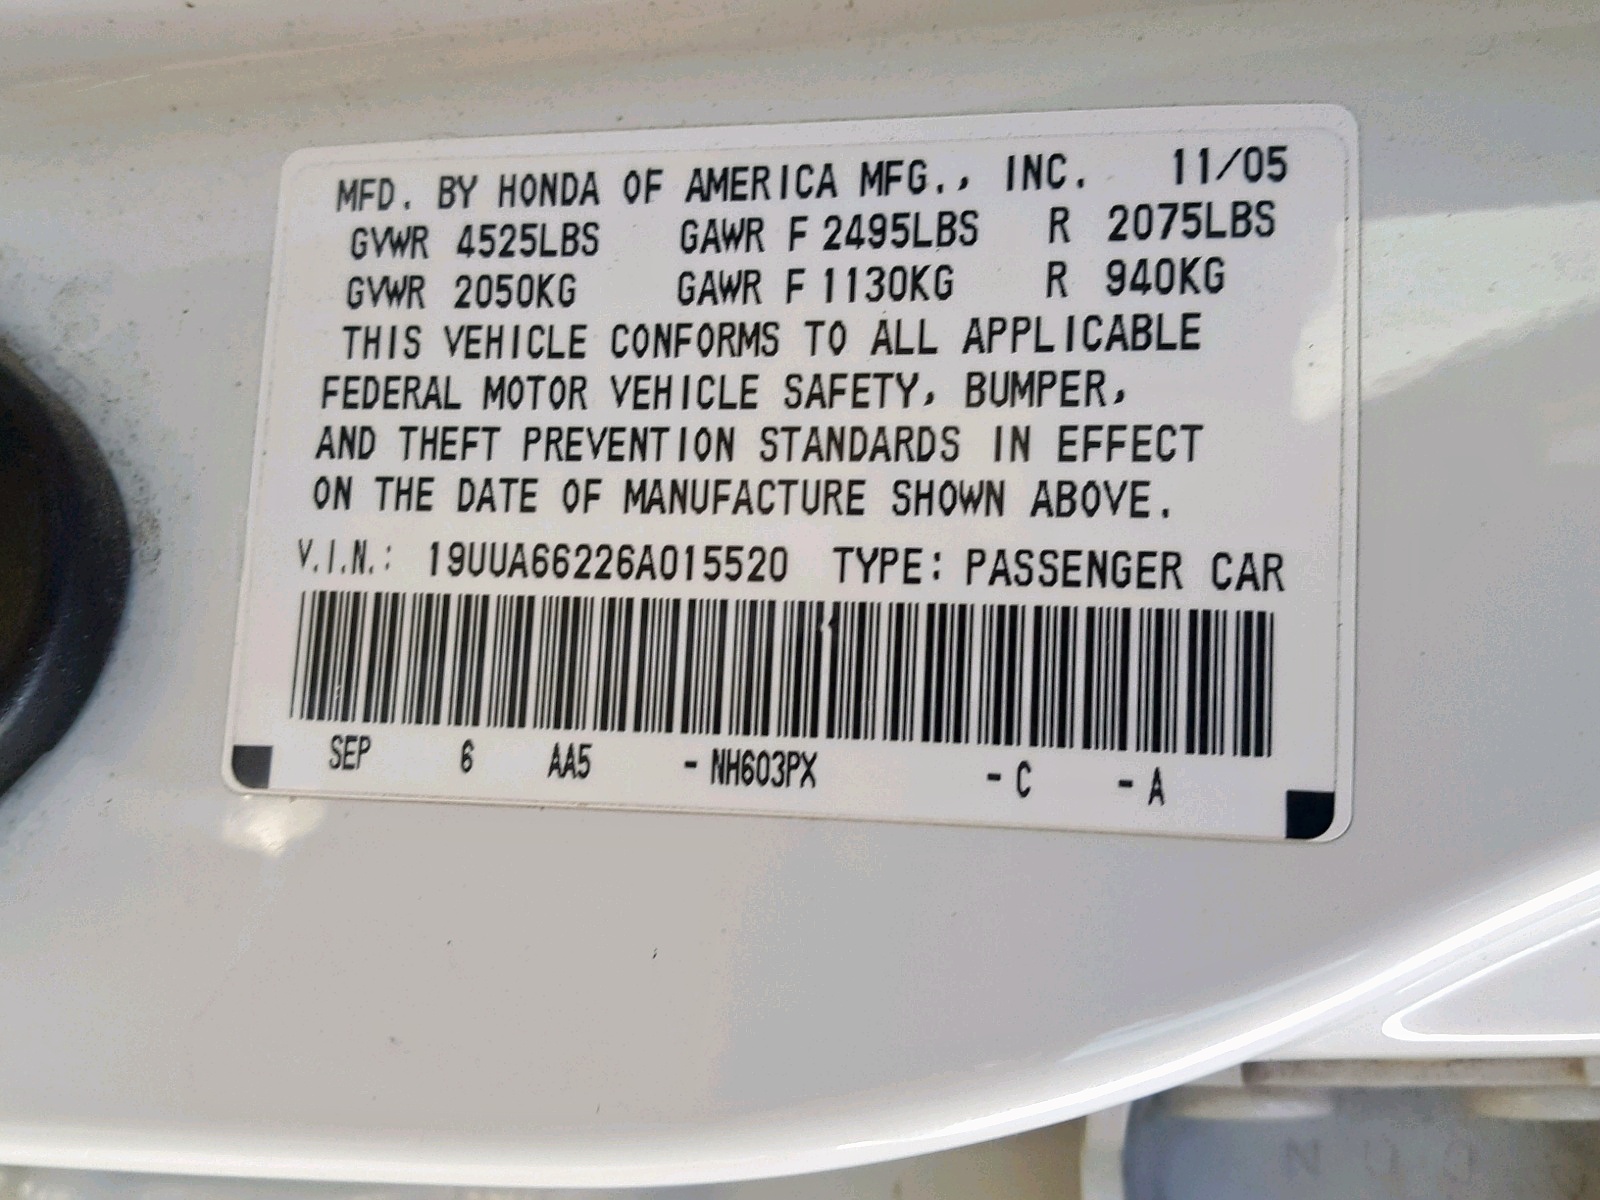 MFD. BY HONDA OF AMERICA MFG., INC. 11/05
GVWR 4525LBS GAWR F 2495LBS R 2075LBS
GVWR 2050KG GAWR F 1130KG R 940KG
THIS VEHICLE CONFORMS TO ALL APPLICABLE
FEDERAL MOTOR VEHICLE SAFETY, BUMPER,
AND THEFT PREVENTION STANDARDS IN EFFECT
ON THE DATE OF MANUFACTURE SHOWN ABOVE.
V.I.N.: 19UUA66226A015520 TYPE: PASSENGER CAR
SEP 6 AA5 -NH603PX -C -A